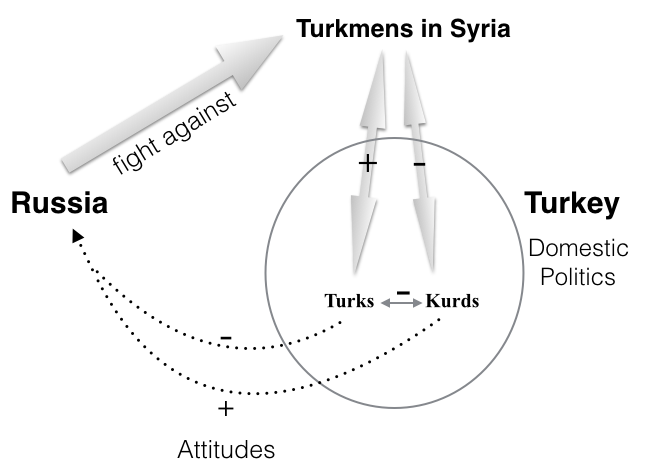 Turkmens in Syria
fight against
+ -
Russia
Turkey
Domestic
Politics
Turks - Kurds
-
+
Attitudes